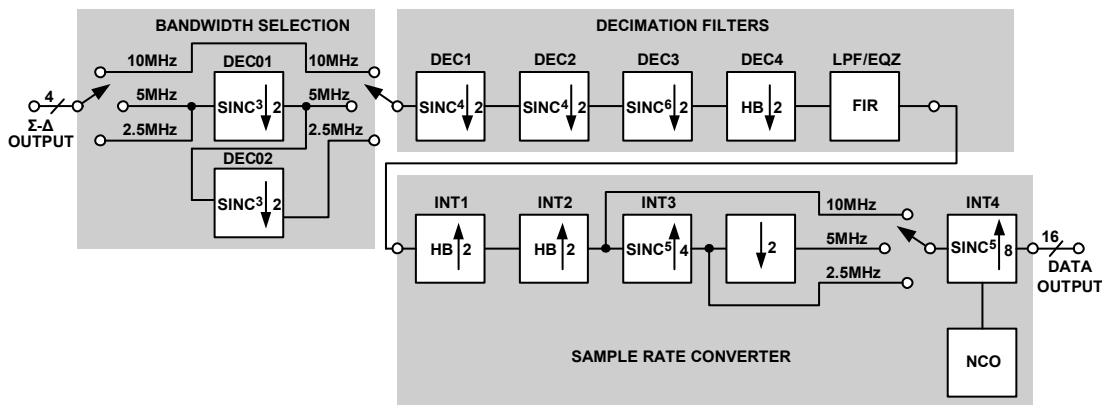 BANDWIDTH SELECTION
DECIMATION FILTERS
10MHz
DEC01
10MHz
DEC1
DEC2
DEC3
DEC4
LPF/EQZ
4
5MHz
SINC3
2
5MHz
SINC4
2
SINC4
2
SINC6
2
HB
2
FIR
Σ-Δ
OUTPUT
2.5MHz
2.5MHz
DEC02
SINC3
2
INT1
INT2
INT3
10MHz
INT4
HB
2
HB
2
SINC5
4
2
5MHz
SINC5
8
16
DATA
OUTPUT
2.5MHz
SAMPLE RATE CONVERTER
NCO